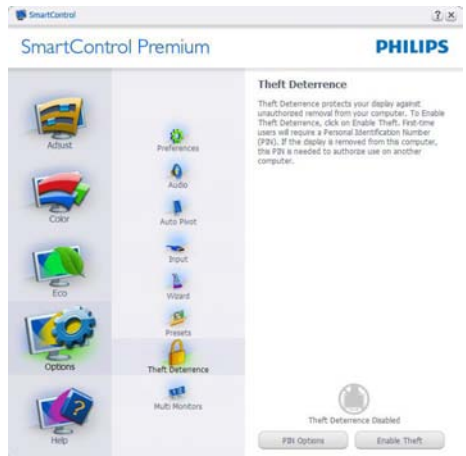 SmartControl
SmartControl Premium
PHILIPS
Adjust
Color
Eco
Options
Help
Preferences
Audio
Auto Pivot
Input
Wizard
Presets
Theft Deterrence
Multi Monitors
Theft Deterrence
Theft Deterrence protects your display against
unauthorized removal from your computer. To Enable
Theft Deterrence, click on Enable Theft. First-time
users will require a Personal Identification Number
(PIN). If the display is removed from this computer,
this PIN is needed to authorize use on another
computer.
Theft Deterrence Disabled
PIN Options
Enable Theft